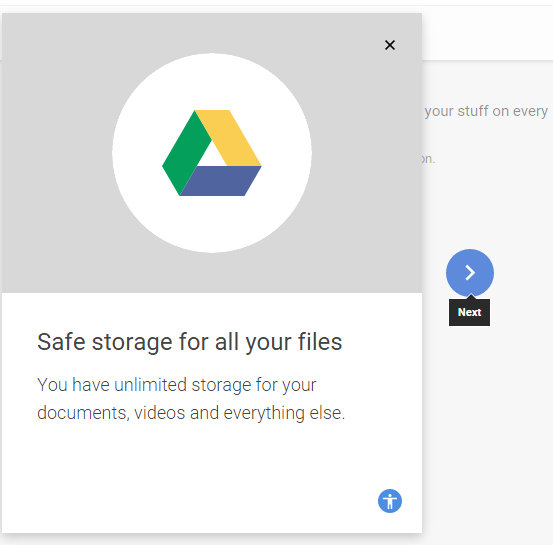 your stuff on every
on.
Next
Safe storage for all your files
You have unlimited storage for your
documents, videos and everything else.